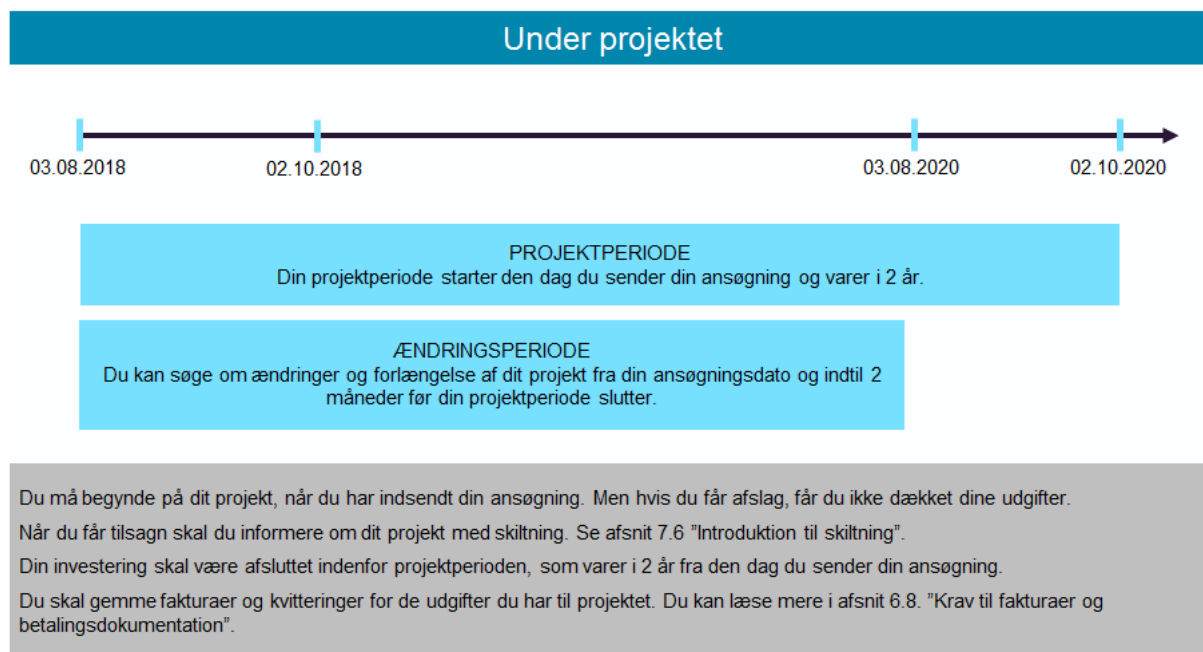 Under projektet
03.08.2018
02.10.2018
03.08.2020
02.10.2020
PROJEKTPERIODE
Din projektperiode starter den dag du sender din ansøgning og varer i 2 år.
ÆNDRINGSPERIODE
Du kan søge om ændringer og forlængelse af dit projekt fra din ansøgningsdato og indtil 2
måneder før din projektperiode slutter.
Du må begynde på dit projekt, når du har indsendt din ansøgning. Men hvis du får afslag, får du ikke dækket dine udgifter.
Når du får tilsagn skal du informere om dit projekt med skiltning. Se afsnit 7.6 ”Introduktion til skiltning”.
Din investering skal være afsluttet indenfor projektperioden, som varer i 2 år fra den dag du sender din ansøgning.
Du skal gemme fakturaer og kvitteringer for de udgifter du har til projektet. Du kan læse mere i afsnit 6.8. ”Krav til fakturaer og
betalingsdokumentation”.